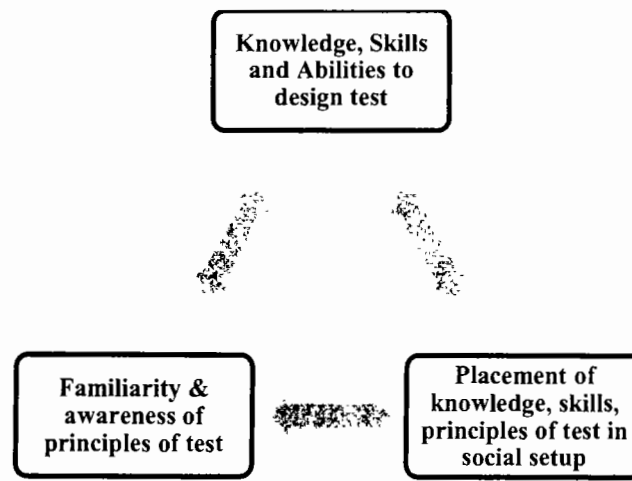 Knowledge, Skills
and Abilities to
design test
Familiarity &
awareness of
principles of test
Placement of
knowledge, skills,
principles of test in
social setup